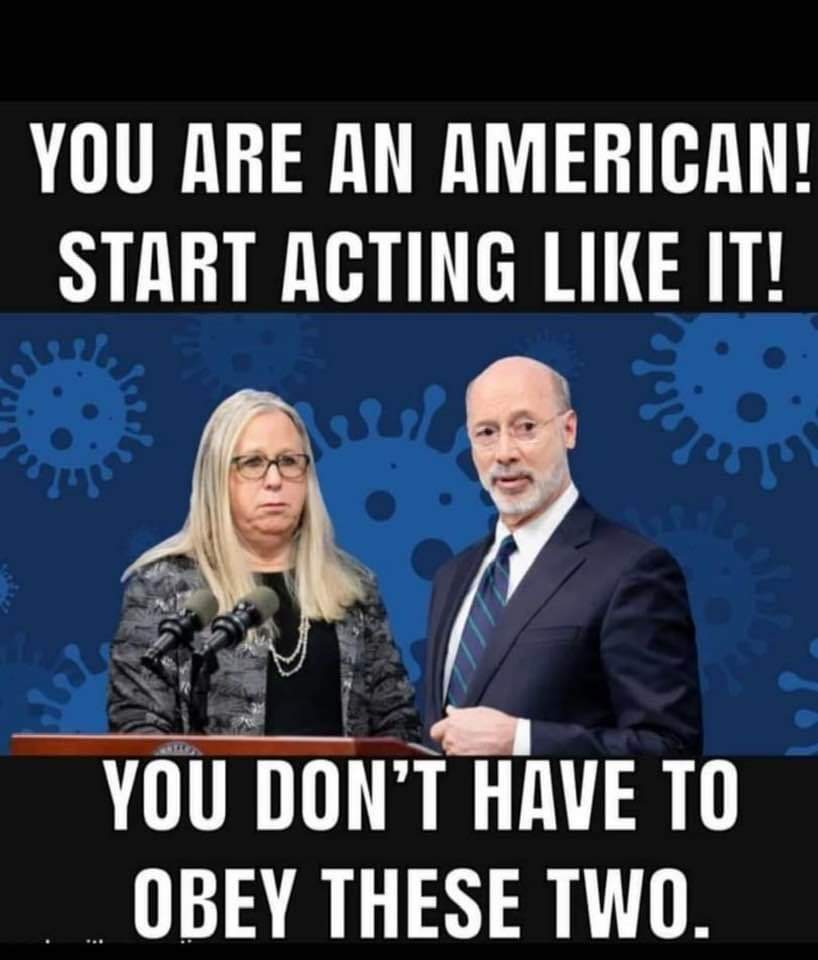 YOU ARE AN AMERICAN!
START ACTING LIKE IT!
YOU DON'T HAVE TO
OBEY THESE TWO.